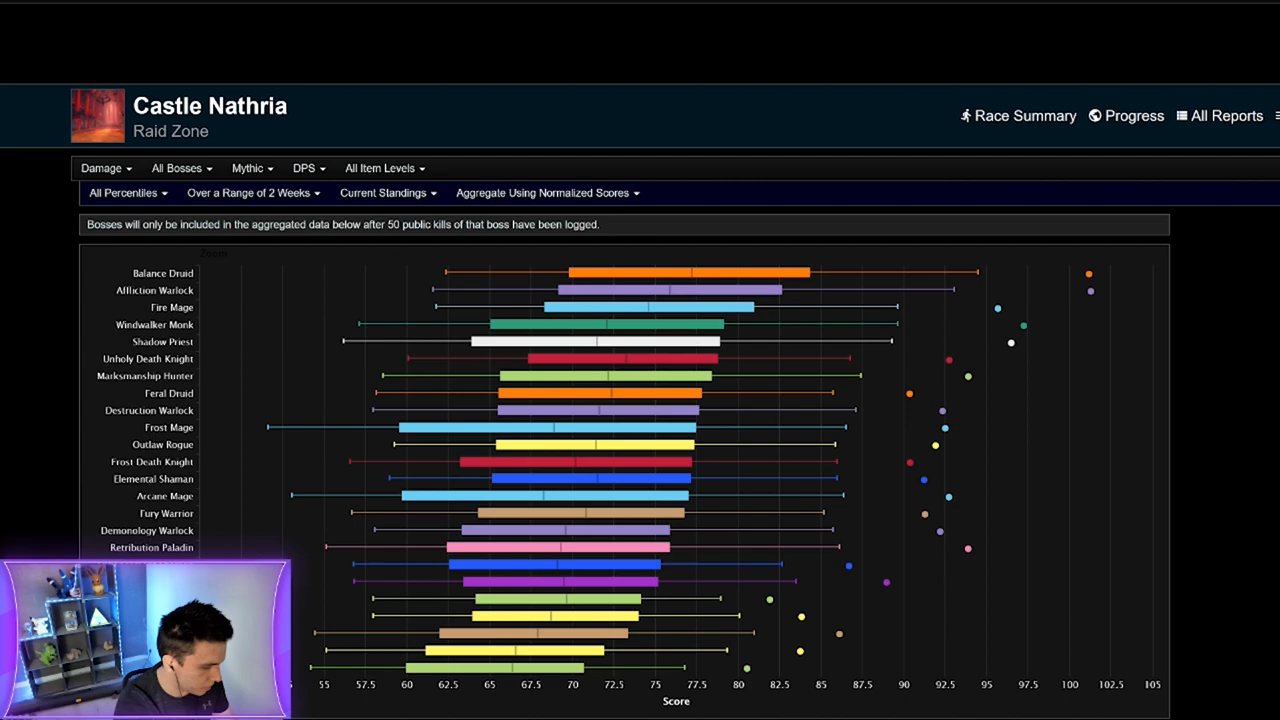 Castle Nathria
Raid Zone
Race Summary Progress All Reports
Damage All Bosses Mythic DPS All Item Levels
All Percentiles Over a Range of 2 Weeks Current Standings Aggregate Using Normalized Scores
Bosses will only be included in the aggregated data below after 50 public kills of that boss have been logged.
Zoom
Balance Druid
Affliction Warlock
Fire Mage
Windwalker Monk
Shadow Priest
Unholy Death Knight
Marksmanship Hunter
Feral Druid
Destruction Warlock
Frost Mage
Outlaw Rogue
Frost Death Knight
Elemental Shaman
Arcane Mage
Fury Warrior
Demonology Warlock
Retribution Paladin
55 57.5 60 62.5 65 67.5 70 72.5 75 77.5 80 82.5 85 87.5 90 92.5 95 97.5 100 102.5 105
Score